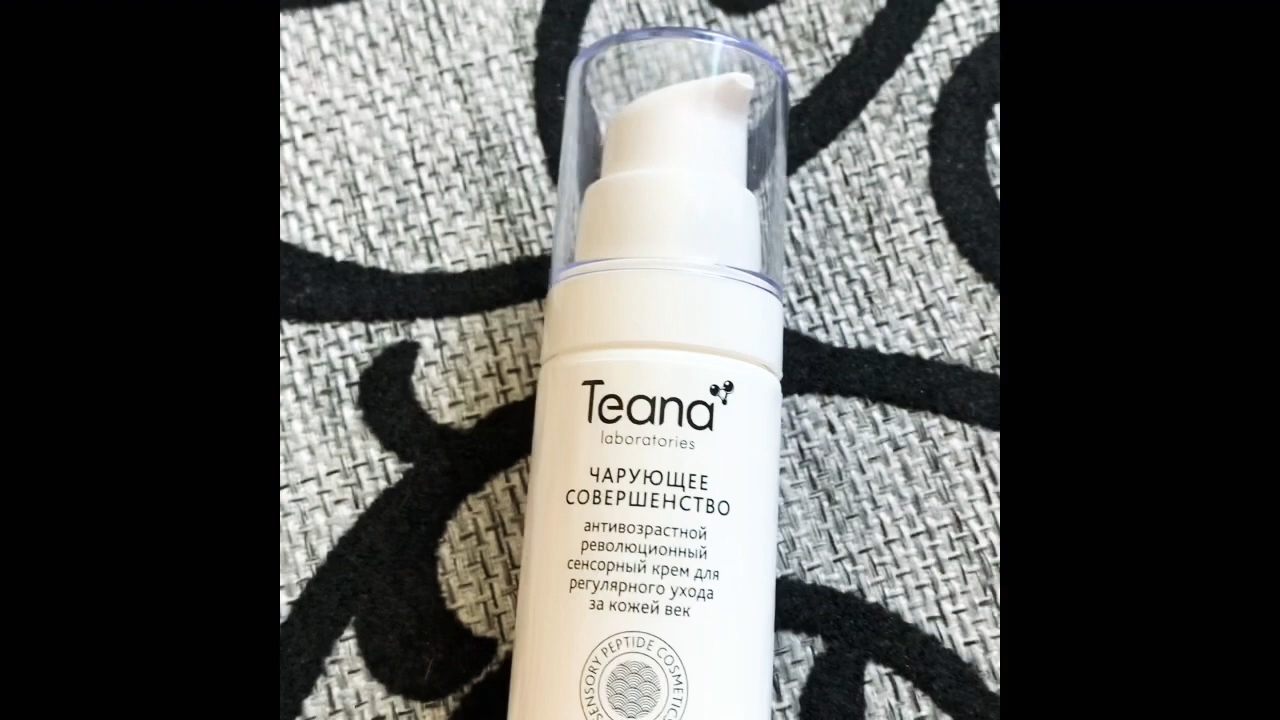 Teana
laboratories
ЧАРУЮЩЕЕ
СОВЕРШЕНСТВО
антивозрастной
революционный
сенсорный крем для
регулярного ухода
за кожей век
SENSORY PEPTIDE COSMETICS